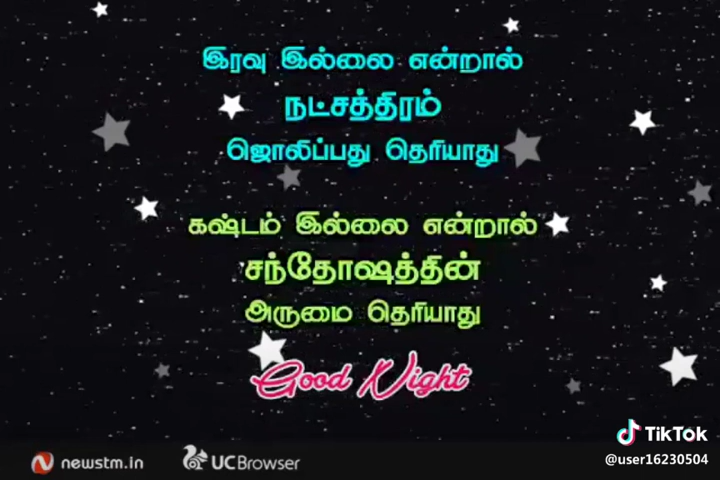 இரவு இல்லை என்றால்
நட்சத்திரம்
ஜொலிப்பது தெரியாது
கஷ்டம் இல்லை என்றால்
சந்தோஷத்தின்
அருமை தெரியாது
Good Night
newstm.in
UCBrowser
TikTok
@user16230504